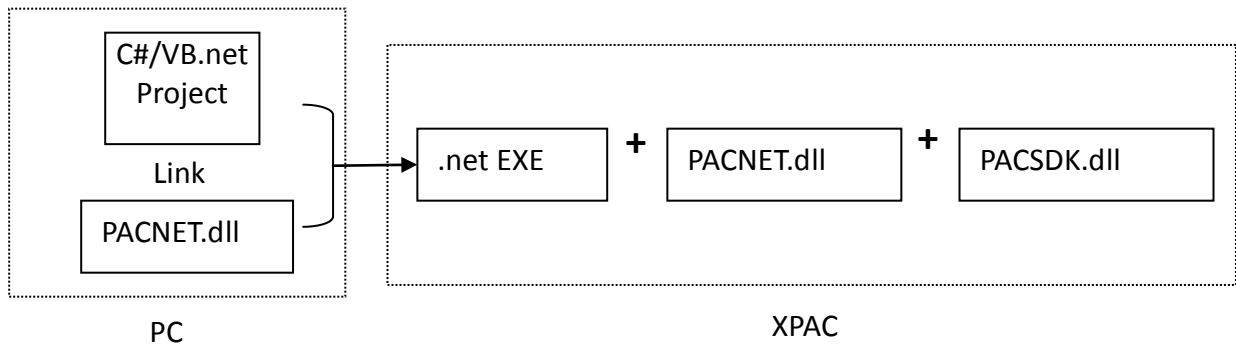 C#/VB.net
Project
Link
PACNET.dll
.net EXE
+
PACNET.dll
+
PACSDK.dll
PC
XPAC